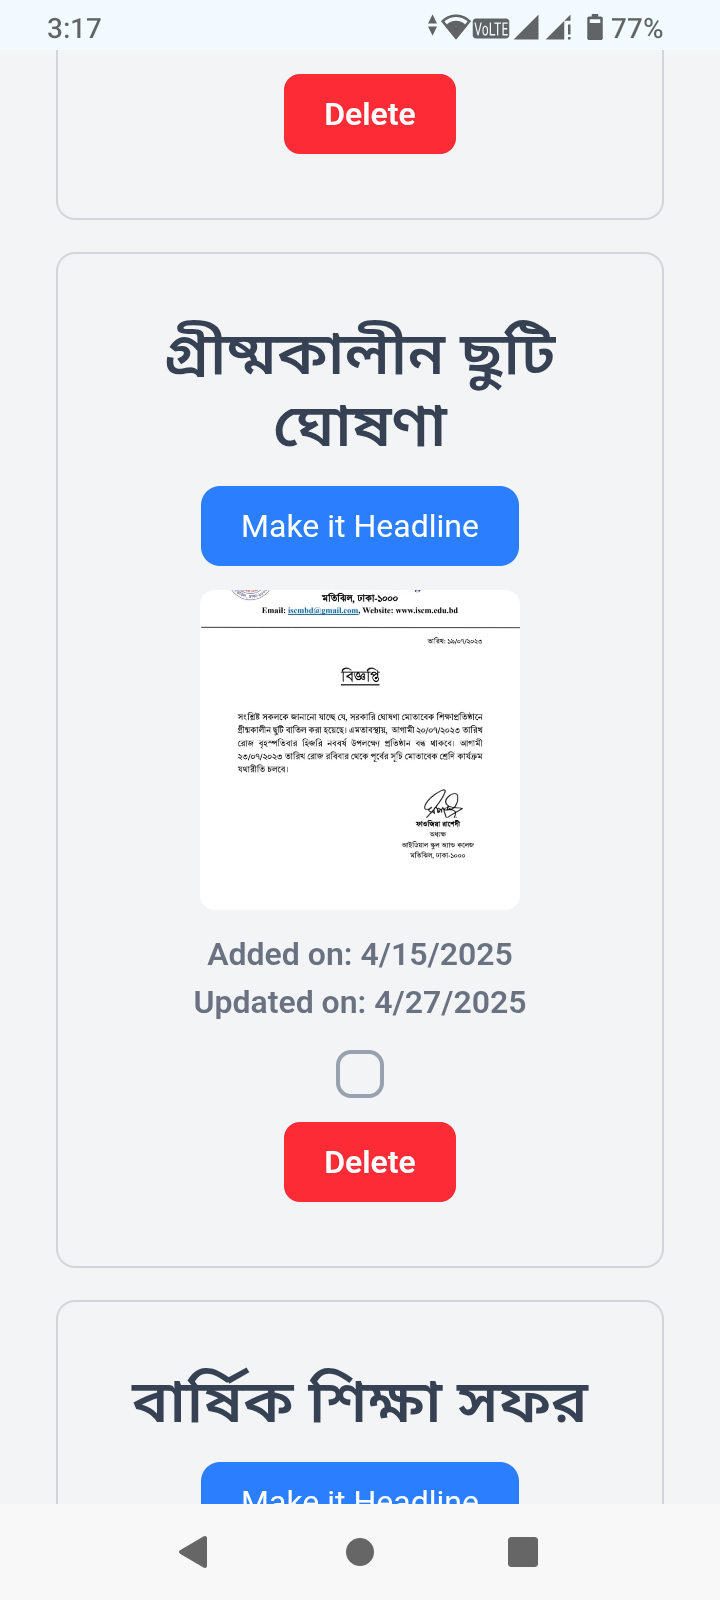 3:17
VoLTE
77%
Delete
গ্রীষ্মকালীন ছুটি
ঘোষণা
Make it Headline
মতিঝিল, ঢাকা-১০০০
Email: iscmbd@gmail.com, Website: www.iscm.edu.bd
তারিখ: ১৯/০৭/২০২৩
বিজ্ঞপ্তি
সংশ্লিষ্ট সকলকে জানানো যাচ্ছে যে, সরকারি ঘোষণা মোতাবেক শিক্ষাপ্রতিষ্ঠানে
গ্রীষ্মকালীন ছুটি বাতিল করা হয়েছে। এমতাবস্থায়, আগামী ২০/০৭/২০২৩ তারিখ
রোজ বৃহস্পতিবার হিজরি নববর্ষ উপলক্ষ্যে প্রতিষ্ঠান বন্ধ থাকবে। আগামী
২৩/০৭/২০২৩ তারিখ রোজ রবিবার থেকে পূর্বের সূচি মোতাবেক শ্রেণি কার্যক্রম
যথারীতি চলবে।
ফাওজিয়া রাশেদী
অধ্যক্ষ
আইডিয়াল স্কুল অ্যান্ড কলেজ
মতিঝিল, ঢাকা-১০০০
Added on: 4/15/2025
Updated on: 4/27/2025
Delete
বার্ষিক শিক্ষা সফর
Make it Headline